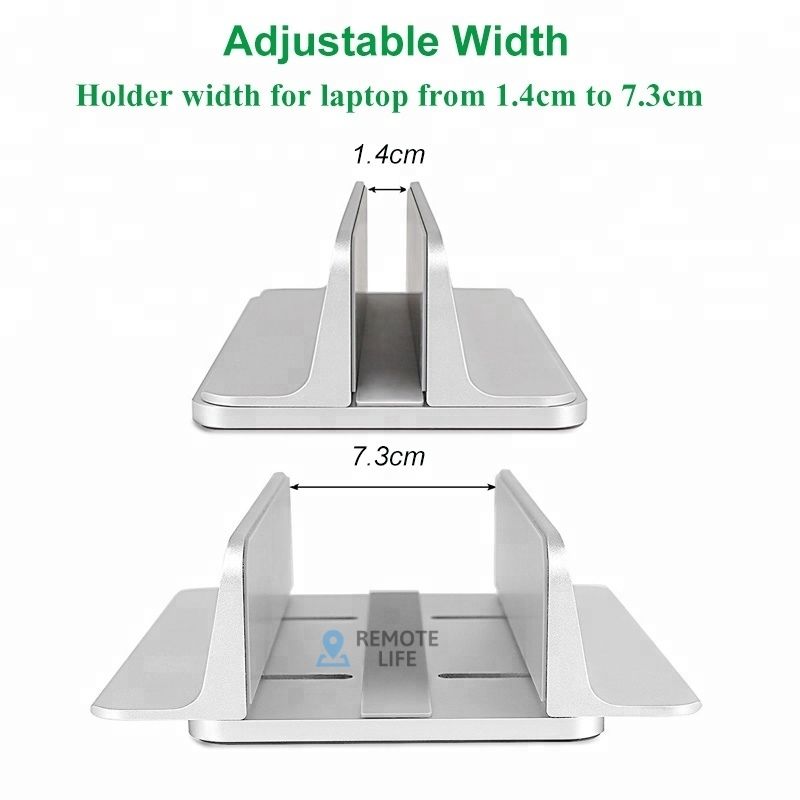 Adjustable Width
Holder width for laptop from 1.4cm to 7.3cm
1.4cm
7.3cm
REMOTE
LIFE